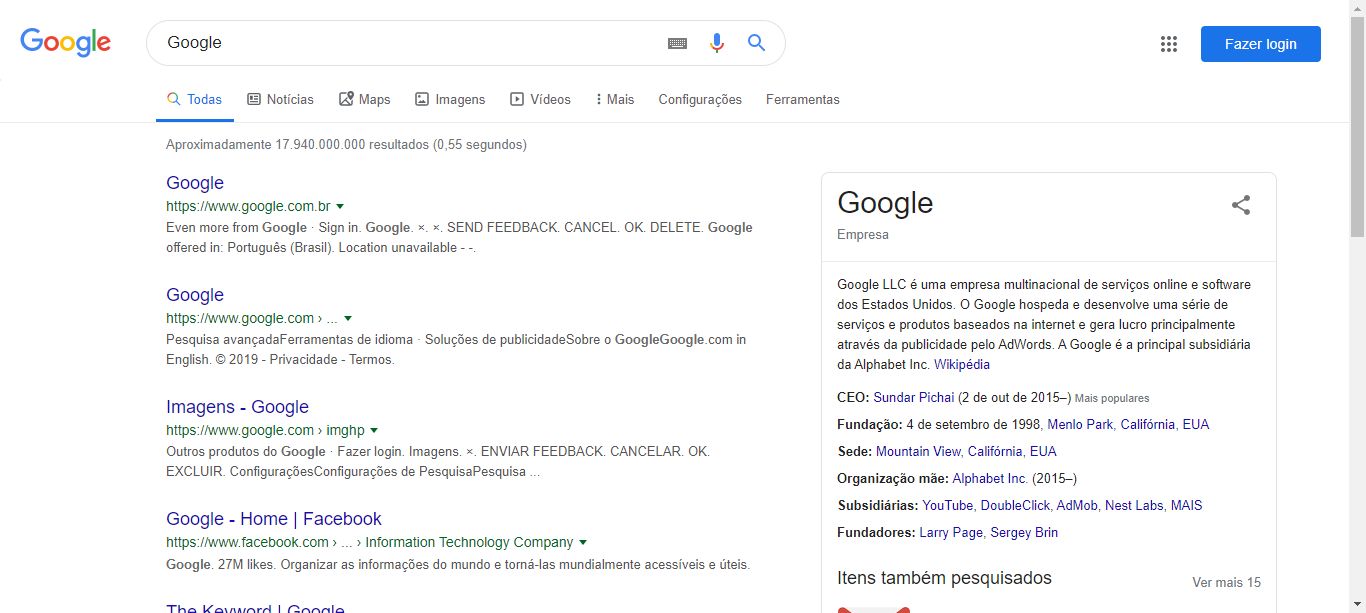 Google
Google
Fazer login
Todas
Notícias
Maps
Imagens
Vídeos
Mais
Configurações
Ferramentas
Aproximadamente 17.940.000.000 resultados (0,55 segundos)
Google
https://www.google.com.br
Even more from Google · Sign in. Google. ×. ×. SEND FEEDBACK. CANCEL. OK. DELETE. Google
offered in: Português (Brasil). Location unavailable - -.
Google
https://www.google.com › ...
Pesquisa avançadaFerramentas de idioma · Soluções de publicidadeSobre o GoogleGoogle.com in
English. © 2019 - Privacidade - Termos.
Imagens - Google
https://www.google.com › imghp
Outros produtos do Google · Fazer login. Imagens. ×. ENVIAR FEEDBACK. CANCELAR. OK.
EXCLUIR. ConfiguraçõesConfigurações de PesquisaPesquisa ...
Google - Home | Facebook
https://www.facebook.com › ... › Information Technology Company
Google. 27M likes. Organizar as informações do mundo e torná-las mundialmente acessíveis e úteis.
The Keyword | Google
Google
Empresa
Google LLC é uma empresa multinacional de serviços online e software
dos Estados Unidos. O Google hospeda e desenvolve uma série de
serviços e produtos baseados na internet e gera lucro principalmente
através da publicidade pelo AdWords. A Google é a principal subsidiária
da Alphabet Inc. Wikipédia
CEO: Sundar Pichai (2 de out de 2015–) Mais populares
Fundação: 4 de setembro de 1998, Menlo Park, Califórnia, EUA
Sede: Mountain View, Califórnia, EUA
Organização mãe: Alphabet Inc. (2015–)
Subsidiárias: YouTube, DoubleClick, AdMob, Nest Labs, MAIS
Fundadores: Larry Page, Sergey Brin
Itens também pesquisados
Ver mais 15